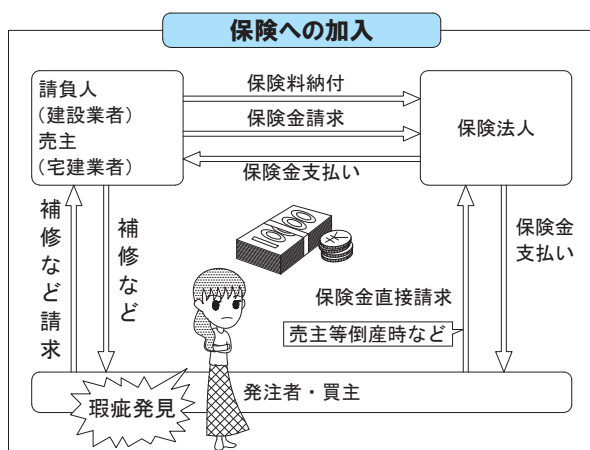 保険への加入
請負人
（建設業者）
売主
（宅建業者）
保険料納付
保険金請求
保険金支払い
保険法人
補修など請求
補修など
10000
保険金直接請求
売主等倒産時など
保険金
支払い
瑕疵発見
発注者・買主